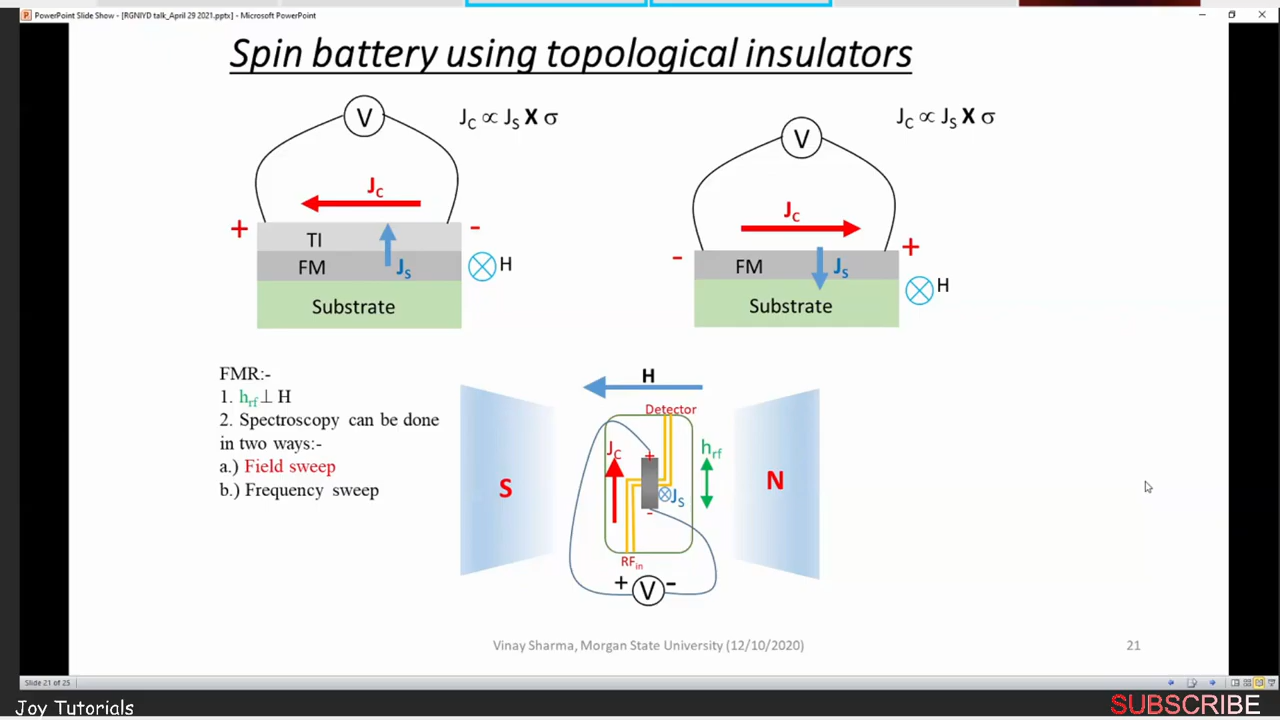 PowerPoint Slide Show - [RGNIYD talk_April 29 2021.pptx] - Microsoft PowerPoint
Spin battery using topological insulators
V
J_C ∝ J_S X σ
J_C
+
-
TI
FM
J_S
H
Substrate
V
J_C ∝ J_S X σ
J_C
-
+
FM
J_S
H
Substrate
FMR:-
1. h_rf ⊥ H
2. Spectroscopy can be done
in two ways:-
a.) Field sweep
b.) Frequency sweep
H
Detector
S
J_C
+
h_rf
N
J_S
-
RF_in
+ V -
Vinay Sharma, Morgan State University (12/10/2020)
21
Slide 21 of 25
Joy Tutorials
SUBSCRIBE